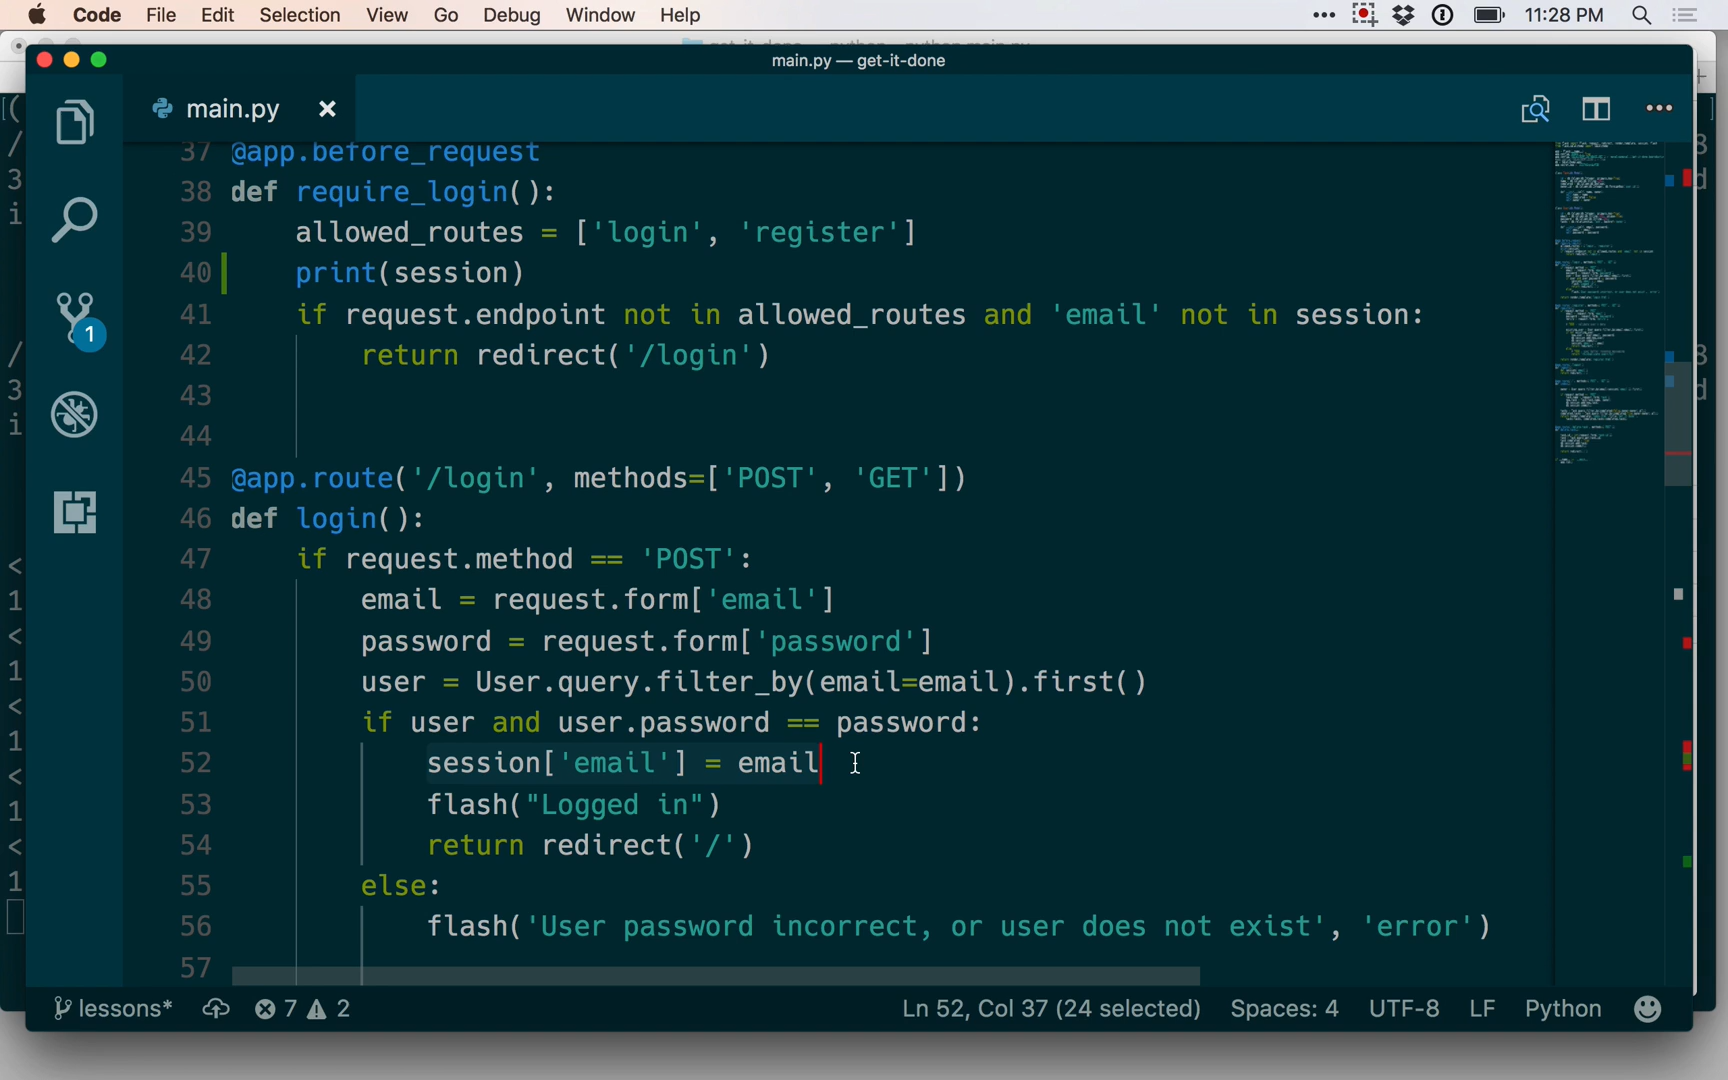 Code File Edit Selection View Go Debug Window Help 11:28 PM
main.py — get-it-done
main.py
37 @app.before_request
38 def require_login():
39 allowed_routes = ['login', 'register']
40 print(session)
41 if request.endpoint not in allowed_routes and 'email' not in session:
42 return redirect('/login')
43
44
45 @app.route('/login', methods=['POST', 'GET'])
46 def login():
47 if request.method == 'POST':
48 email = request.form['email']
49 password = request.form['password']
50 user = User.query.filter_by(email=email).first()
51 if user and user.password == password:
52 session['email'] = email
53 flash("Logged in")
54 return redirect('/')
55 else:
56 flash('User password incorrect, or user does not exist', 'error')
57
1
lessons* 7 2 Ln 52, Col 37 (24 selected) Spaces: 4 UTF-8 LF Python